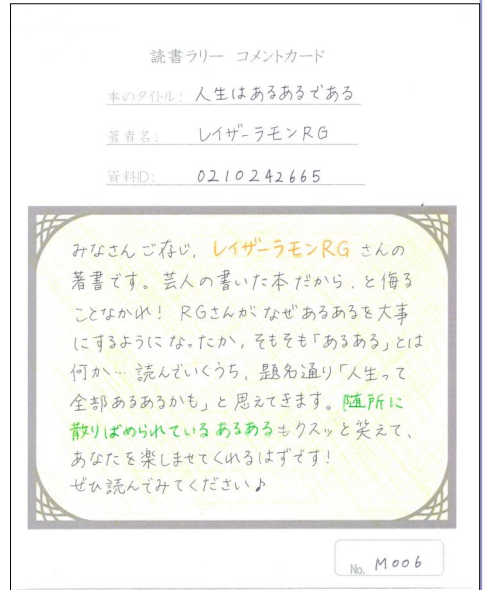 読書ラリー コメントカード
本のタイトル: 人生はあるあるである
著者名: レイザーラモンRG
資料ID: 0210242665
みなさんご存じ、レイザーラモンRG さんの
著書です。芸人の書いた本だから、と侮る
ことなかれ! RGさんがなぜあるあるを大事
にするようになったか、そもそも「あるある」とは
何か… 読んでいくうち、題名通り「人生って
全部あるあるかも」と思えてきます。随所に
散りばめられているあるあるもクスッと笑えて、
あなたを楽しませてくれるはずです!
ぜひ読んでみてください♪
No. M006